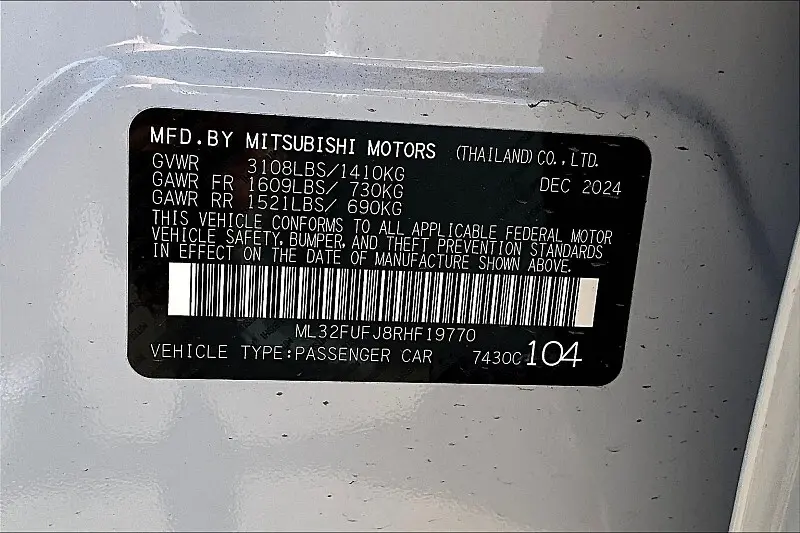 MFD.BY MITSUBISHI MOTORS (THAILAND) CO., LTD.
GVWR 3108LBS/1410KG DEC 2024
GAWR FR 1609LBS/ 730KG
GAWR RR 1521LBS/ 690KG
THIS VEHICLE CONFORMS TO ALL APPLICABLE FEDERAL MOTOR
VEHICLE SAFETY, BUMPER, AND THEFT PREVENTION STANDARDS
IN EFFECT ON THE DATE OF MANUFACTURE SHOWN ABOVE.
ML32FUFJ8RHF19770
VEHICLE TYPE:PASSENGER CAR 7430C 104